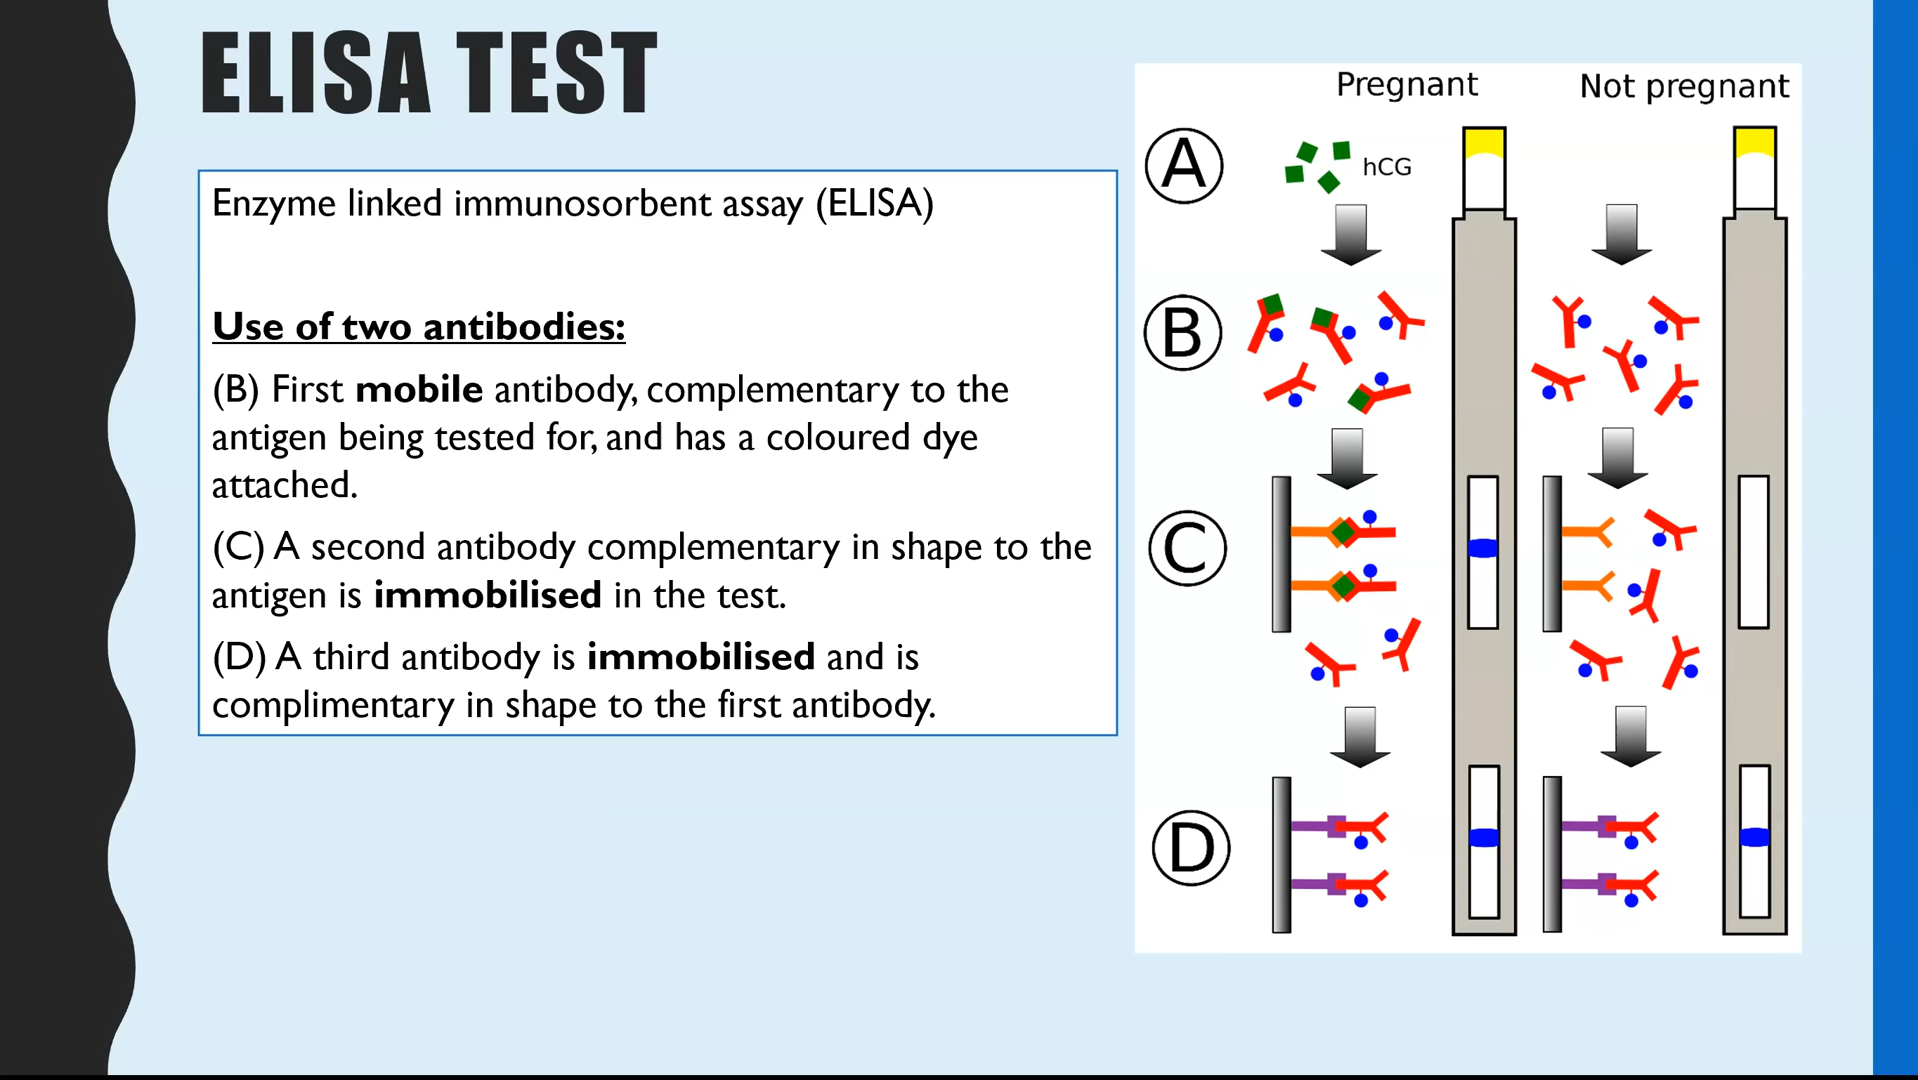 ELISA TEST
Enzyme linked immunosorbent assay (ELISA)
Use of two antibodies:
(B) First mobile antibody, complementary to the
antigen being tested for, and has a coloured dye
attached.
(C) A second antibody complementary in shape to the
antigen is immobilised in the test.
(D) A third antibody is immobilised and is
complimentary in shape to the first antibody.
Pregnant
Not pregnant
A
hCG
B
C
D